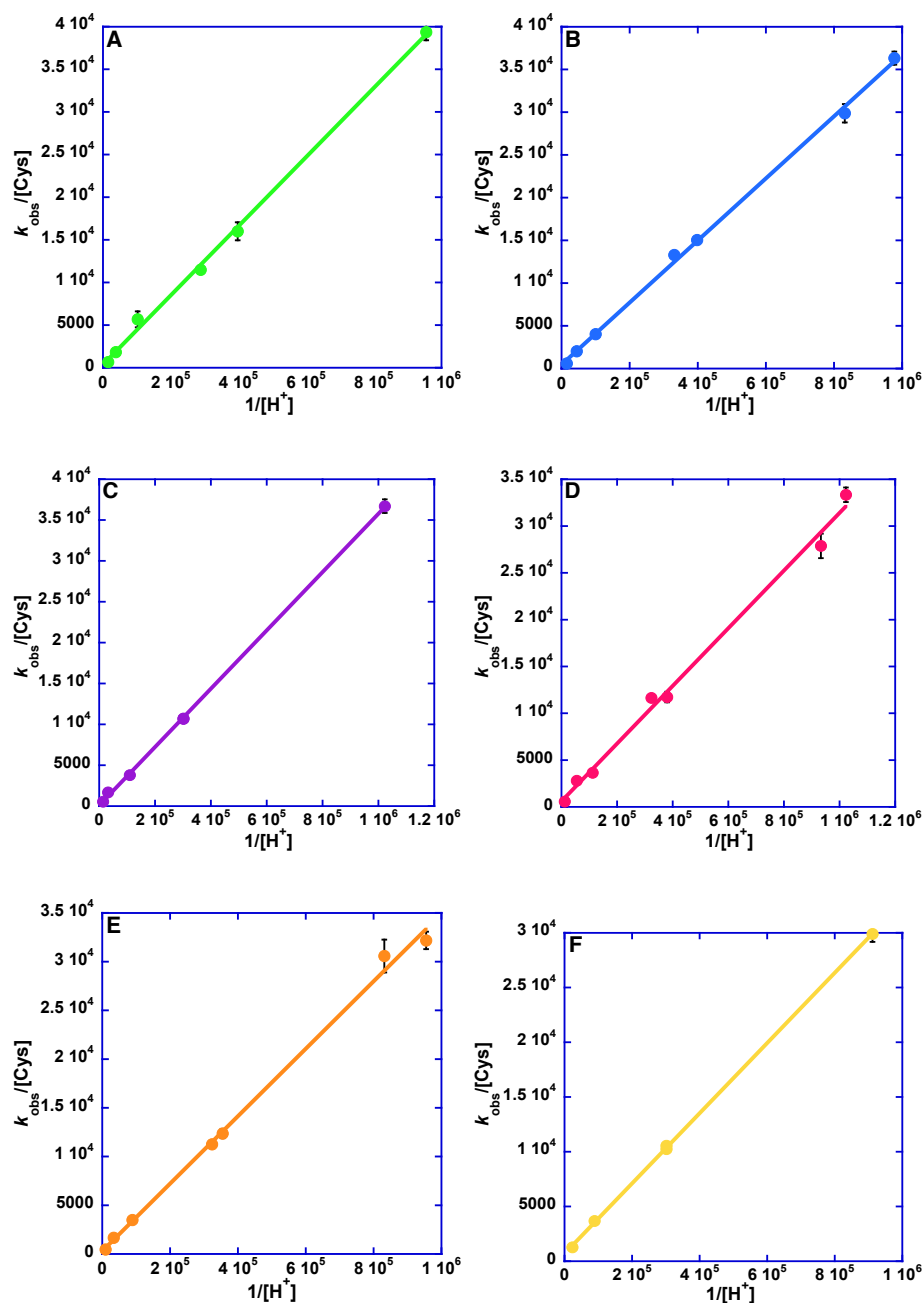 A
4 10⁴
3.5 10⁴
3 10⁴
2.5 10⁴
2 10⁴
1.5 10⁴
1 10⁴
5000
0
k_obs/[Cys]
0 2 10⁵ 4 10⁵ 6 10⁵ 8 10⁵ 1 10⁶
1/[H⁺]
B
4 10⁴
3.5 10⁴
3 10⁴
2.5 10⁴
2 10⁴
1.5 10⁴
1 10⁴
5000
0
k_obs/[Cys]
0 2 10⁵ 4 10⁵ 6 10⁵ 8 10⁵ 1 10⁶
1/[H⁺]
C
4 10⁴
3.5 10⁴
3 10⁴
2.5 10⁴
2 10⁴
1.5 10⁴
1 10⁴
5000
0
k_obs/[Cys]
0 2 10⁵ 4 10⁵ 6 10⁵ 8 10⁵ 1 10⁶ 1.2 10⁶
1/[H⁺]
D
3.5 10⁴
3 10⁴
2.5 10⁴
2 10⁴
1.5 10⁴
1 10⁴
5000
0
k_obs/[Cys]
0 2 10⁵ 4 10⁵ 6 10⁵ 8 10⁵ 1 10⁶ 1.2 10⁶
1/[H⁺]
E
3.5 10⁴
3 10⁴
2.5 10⁴
2 10⁴
1.5 10⁴
1 10⁴
5000
0
k_obs/[Cys]
0 2 10⁵ 4 10⁵ 6 10⁵ 8 10⁵ 1 10⁶
1/[H⁺]
F
3 10⁴
2.5 10⁴
2 10⁴
1.5 10⁴
1 10⁴
5000
0
k_obs/[Cys]
0 2 10⁵ 4 10⁵ 6 10⁵ 8 10⁵ 1 10⁶
1/[H⁺]